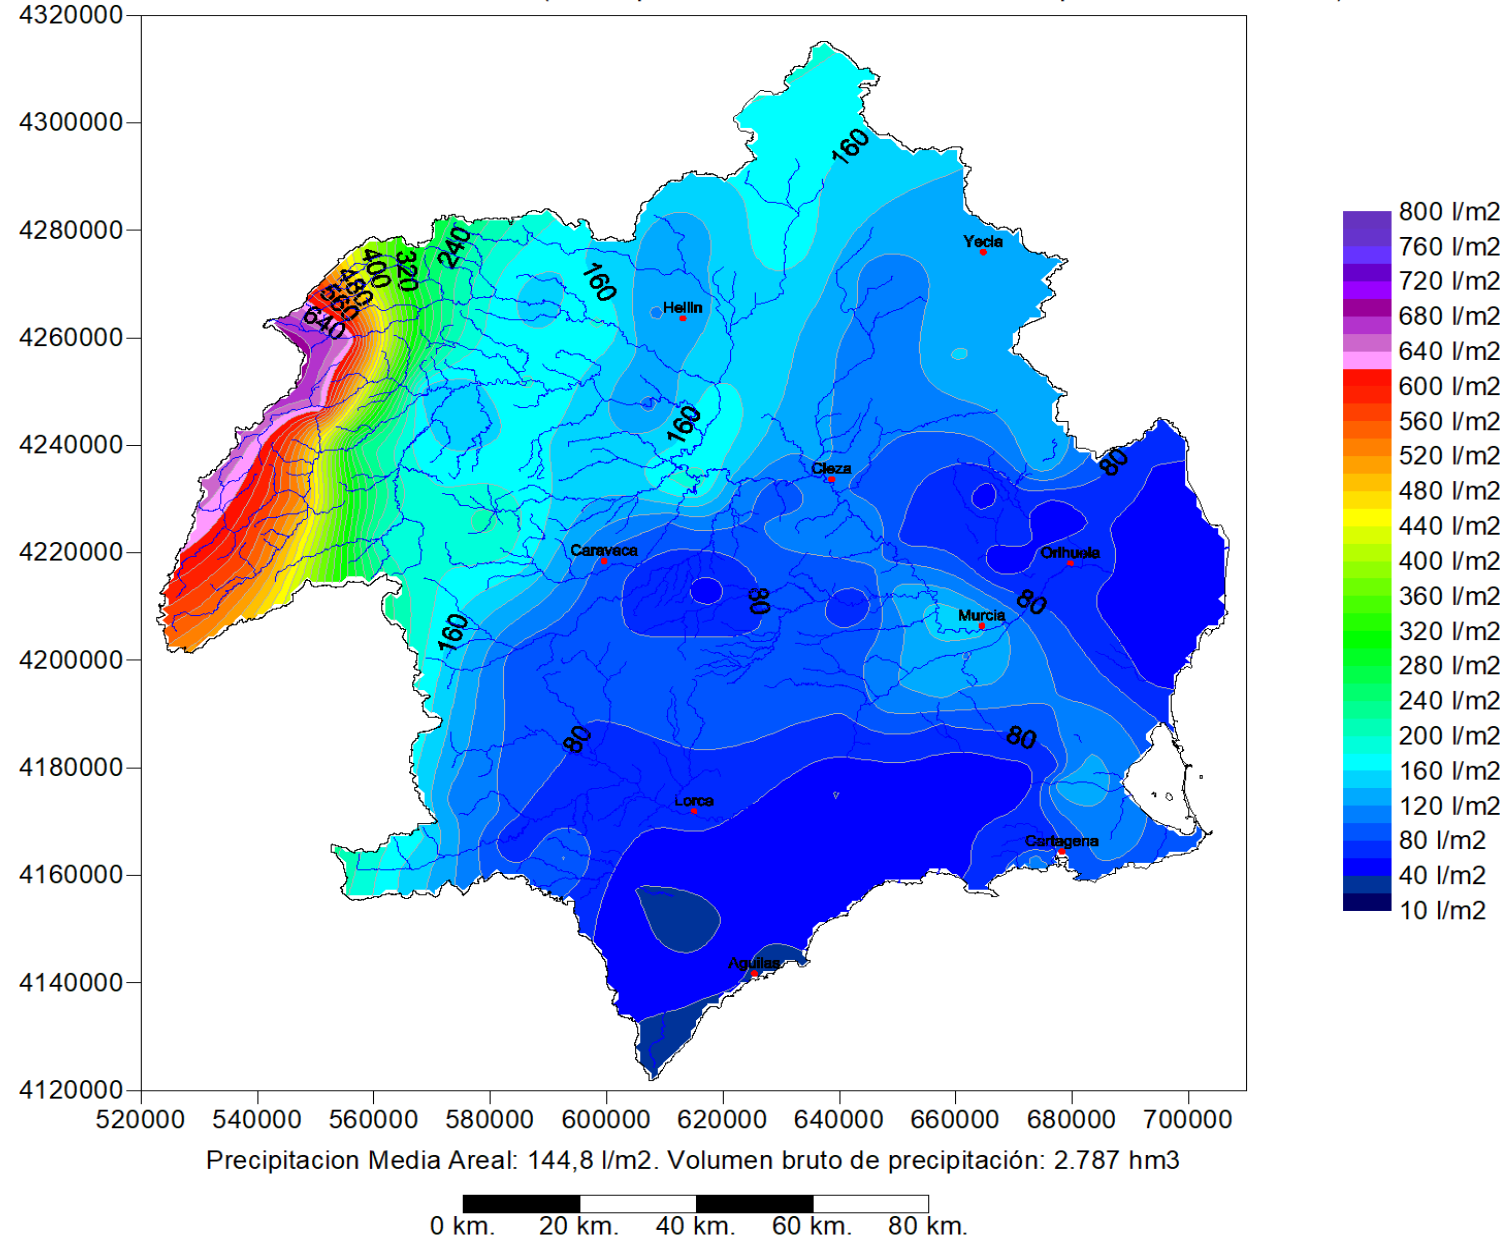 4320000
4300000
160
4280000
240
Yecla
400
320
480
160
560
Hellin
640
4260000
160
4240000
80
Cieza
4220000
Caravaca
Orihuela
80
80
Murcia
160
4200000
80
80
4180000
Lorca
Cartagena
4160000
Aguilas
4140000
4120000
520000 540000 560000 580000 600000 620000 640000 660000 680000 700000
800 l/m2
760 l/m2
720 l/m2
680 l/m2
640 l/m2
600 l/m2
560 l/m2
520 l/m2
480 l/m2
440 l/m2
400 l/m2
360 l/m2
320 l/m2
280 l/m2
240 l/m2
200 l/m2
160 l/m2
120 l/m2
80 l/m2
40 l/m2
10 l/m2
Precipitacion Media Areal: 144,8 l/m2. Volumen bruto de precipitación: 2.787 hm3
0 km. 20 km. 40 km. 60 km. 80 km.